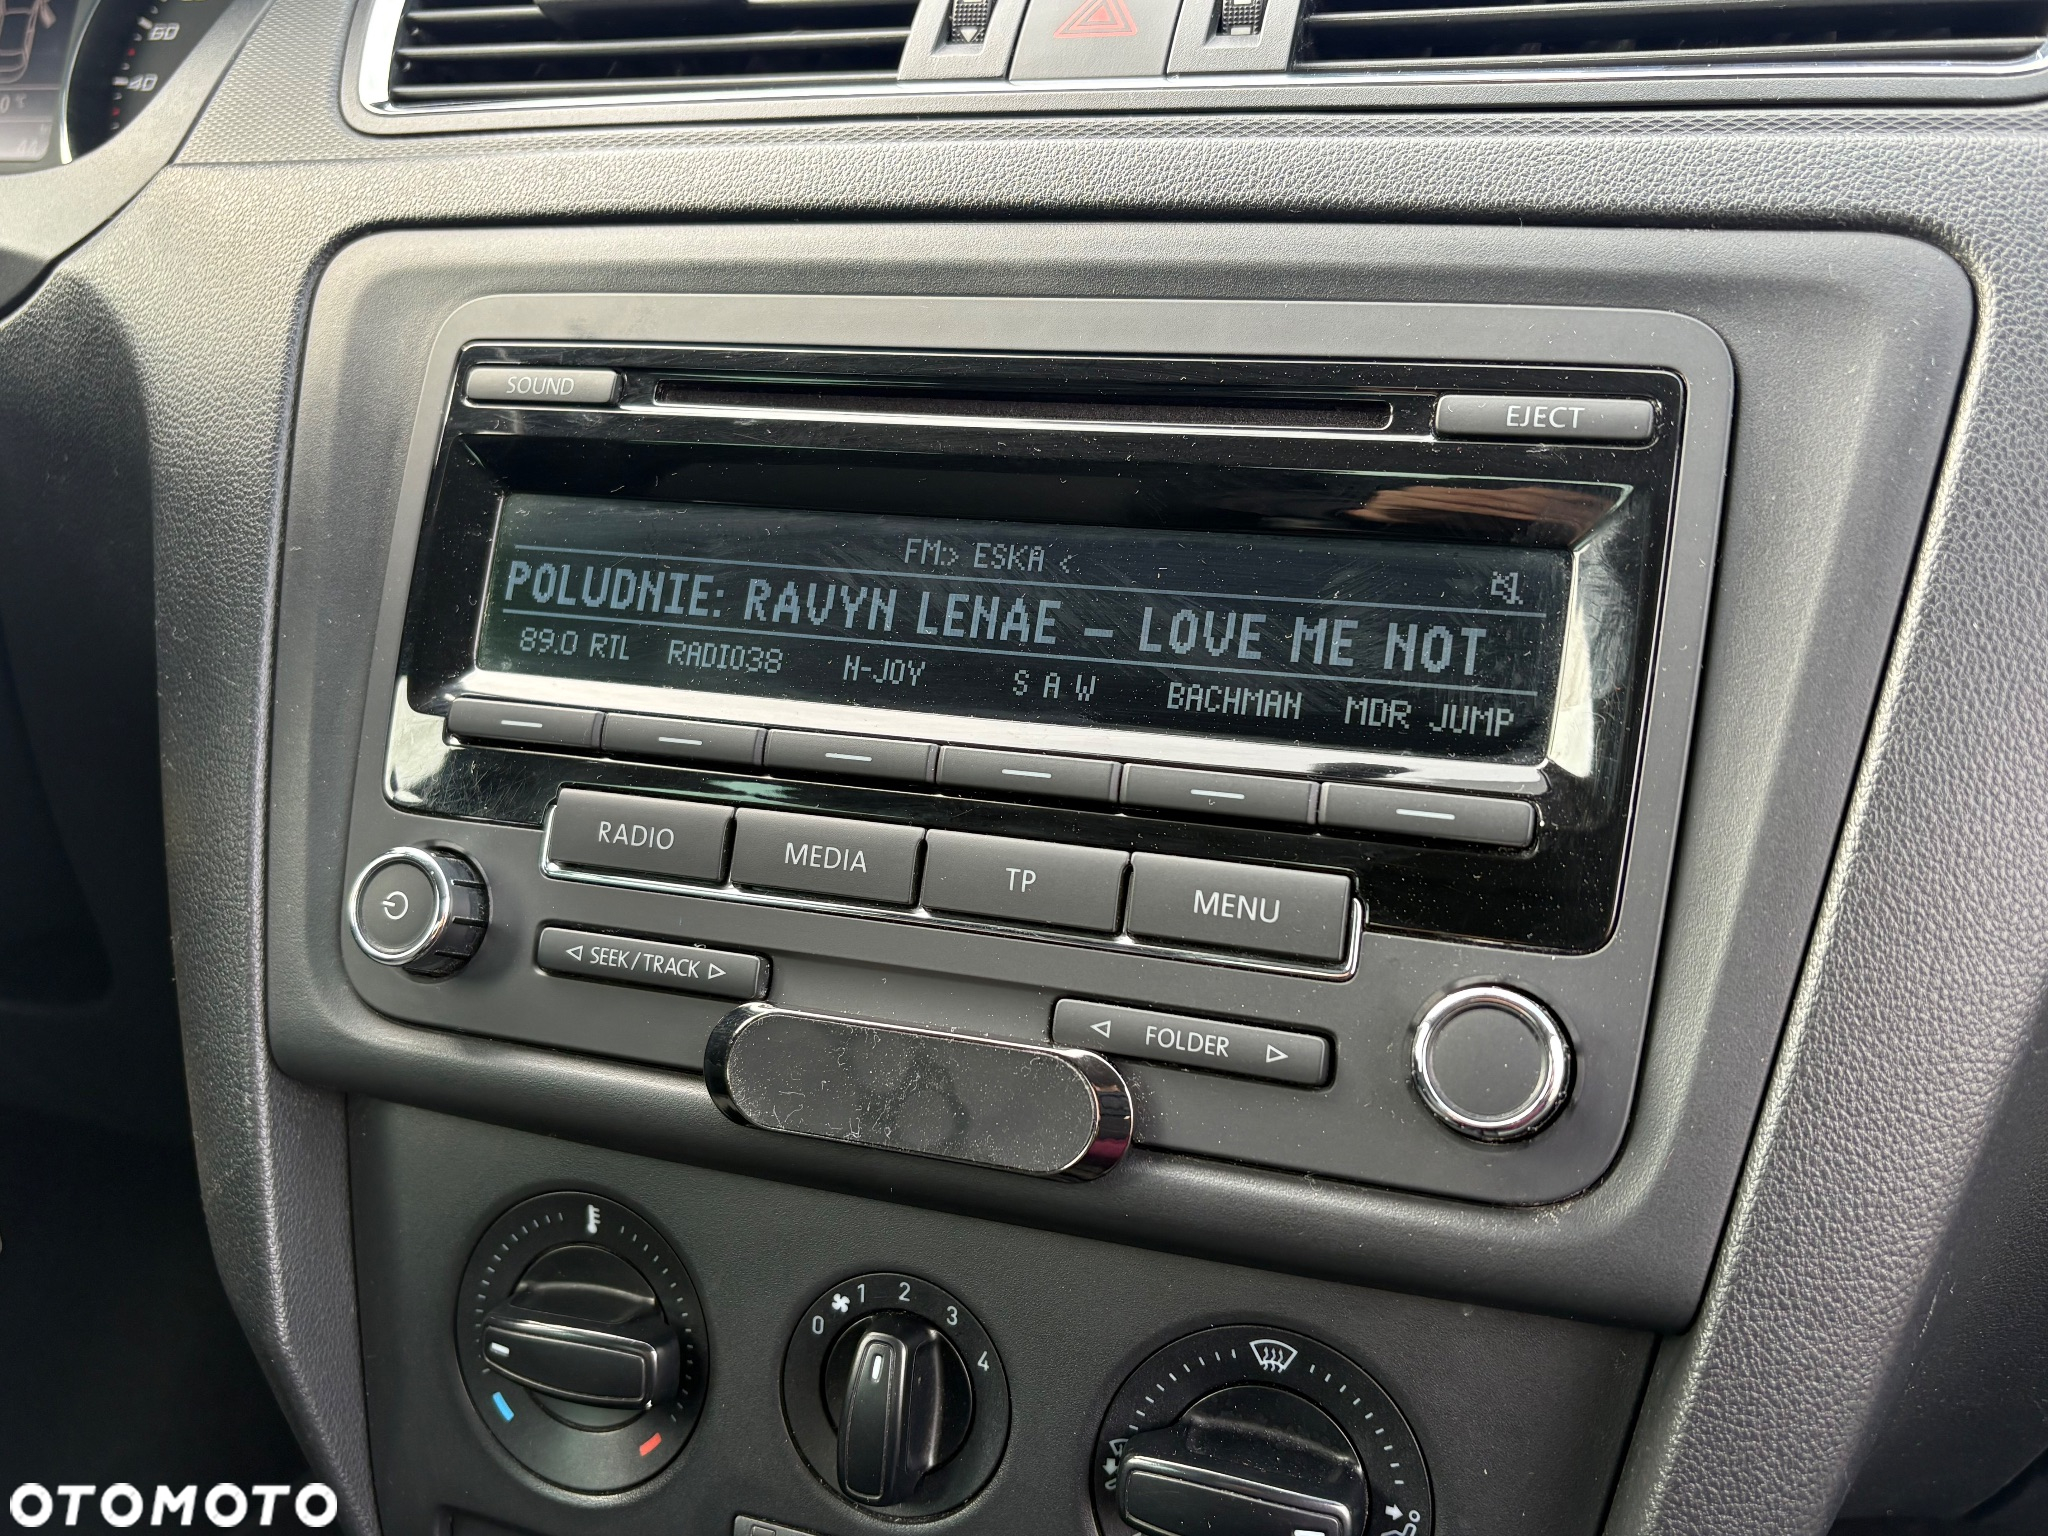 60
40
SOUND
EJECT
FM:> ESKA <
POLUDNIE: RAVYN LENAE - LOVE ME NOT
89.0 RTL RADIO38 N-JOY S A W BACHMAN MDR JUMP
RADIO MEDIA TP MENU
SEEK/TRACK
FOLDER
0 1 2 3 4
OTOMOTO